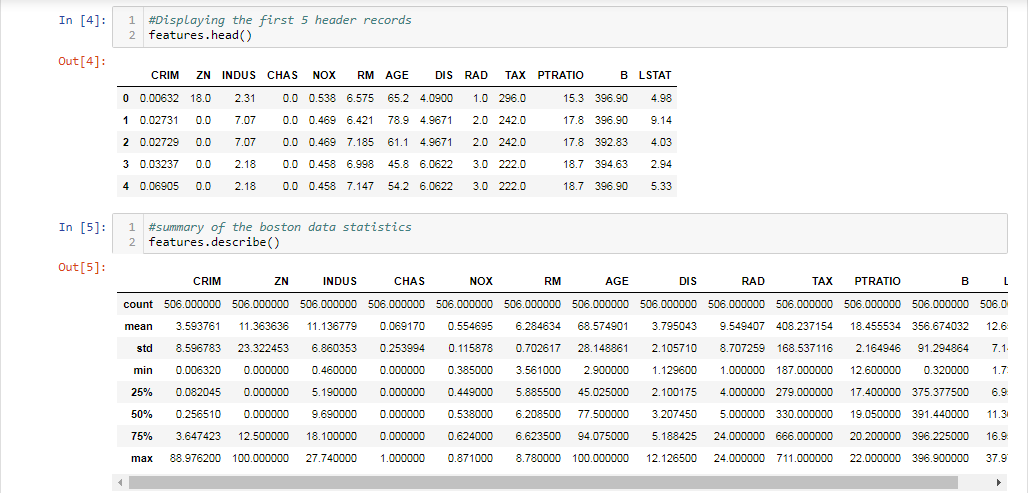 In [4]: 1 #Displaying the first 5 header records
2 features.head()
Out[4]:
CRIM ZN INDUS CHAS NOX RM AGE DIS RAD TAX PTRATIO B LSTAT
0 0.00632 18.0 2.31 0.0 0.538 6.575 65.2 4.0900 1.0 296.0 15.3 396.90 4.98
1 0.02731 0.0 7.07 0.0 0.469 6.421 78.9 4.9671 2.0 242.0 17.8 396.90 9.14
2 0.02729 0.0 7.07 0.0 0.469 7.185 61.1 4.9671 2.0 242.0 17.8 392.83 4.03
3 0.03237 0.0 2.18 0.0 0.458 6.998 45.8 6.0622 3.0 222.0 18.7 394.63 2.94
4 0.06905 0.0 2.18 0.0 0.458 7.147 54.2 6.0622 3.0 222.0 18.7 396.90 5.33
In [5]: 1 #summary of the boston data statistics
2 features.describe()
Out[5]:
CRIM ZN INDUS CHAS NOX RM AGE DIS RAD TAX PTRATIO B L
count 506.000000 506.000000 506.000000 506.000000 506.000000 506.000000 506.000000 506.000000 506.000000 506.000000 506.000000 506.000000 506.0
mean 3.593761 11.363636 11.136779 0.069170 0.554695 6.284634 68.574901 3.795043 9.549407 408.237154 18.455534 356.674032 12.6
std 8.596783 23.322453 6.860353 0.253994 0.115878 0.702617 28.148861 2.105710 8.707259 168.537116 2.164946 91.294864 7.1
min 0.006320 0.000000 0.460000 0.000000 0.385000 3.561000 2.900000 1.129600 1.000000 187.000000 12.600000 0.320000 1.7
25% 0.082045 0.000000 5.190000 0.000000 0.449000 5.885500 45.025000 2.100175 4.000000 279.000000 17.400000 375.377500 6.9
50% 0.256510 0.000000 9.690000 0.000000 0.538000 6.208500 77.500000 3.207450 5.000000 330.000000 19.050000 391.440000 11.3
75% 3.647423 12.500000 18.100000 0.000000 0.624000 6.623500 94.075000 5.188425 24.000000 666.000000 20.200000 396.225000 16.9
max 88.976200 100.000000 27.740000 1.000000 0.871000 8.780000 100.000000 12.126500 24.000000 711.000000 22.000000 396.900000 37.9